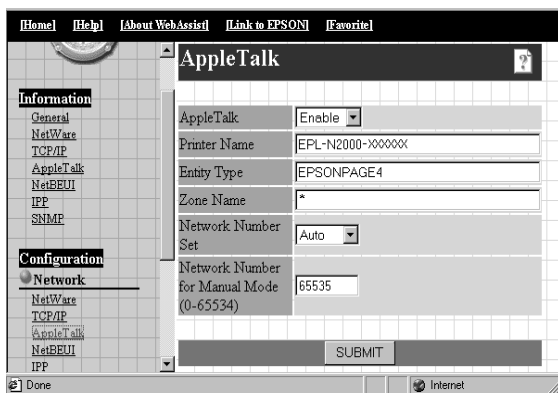 [Home] [Help] [About WebAssist] [Link to EPSON] [Favorite]
AppleTalk
?
Information
General
NetWare
TCP/IP
AppleTalk
NetBEUI
IPP
SNMP
Configuration
Network
NetWare
TCP/IP
AppleTalk
NetBEUI
IPP
AppleTalk Enable
Printer Name EPL-N2000-XXXXXX
Entity Type EPSONPAGE4
Zone Name *
Network Number
Set
Auto
Network Number
for Manual Mode
(0-65534)
65535
SUBMIT
Done Internet